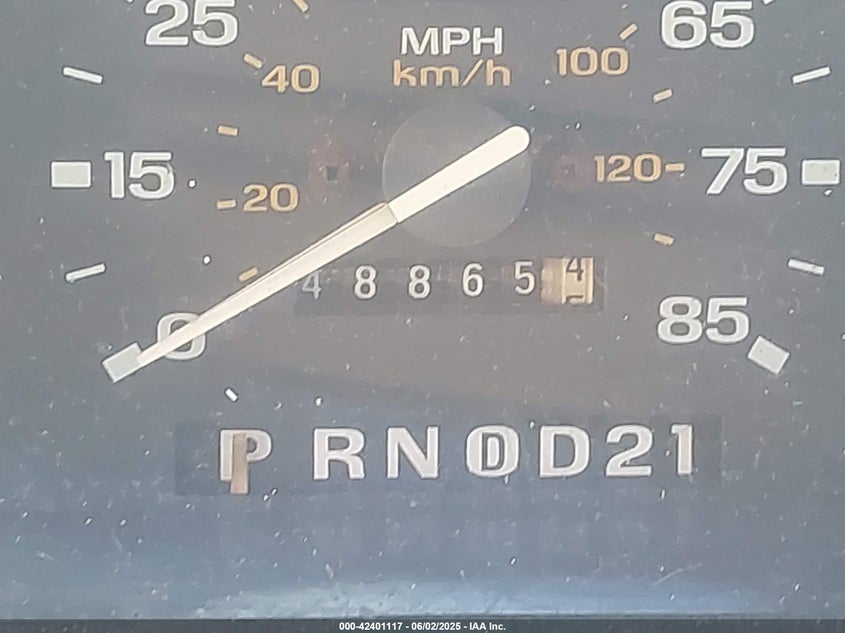 25 MPH 65
40 km/h 100
15 20 120 75
4 8 8 6 5 4
0 85
P R N D D 2 1
000-42401117 - 06/02/2025 - IAA Inc.